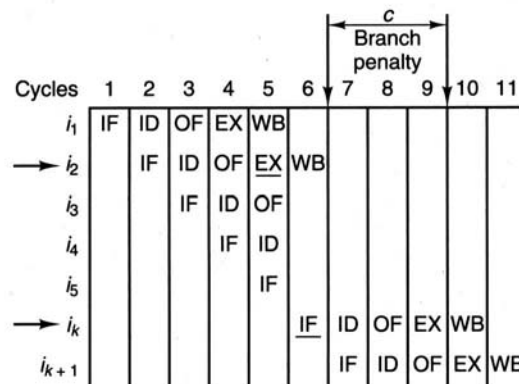 c
Branch
penalty
Cycles 1 2 3 4 5 6 7 8 9 10 11
i1 IF ID OF EX WB
i2 IF ID OF EX WB
i3 IF ID OF
i4 IF ID
i5 IF
ik IF ID OF EX WB
ik+1 IF ID OF EX WB